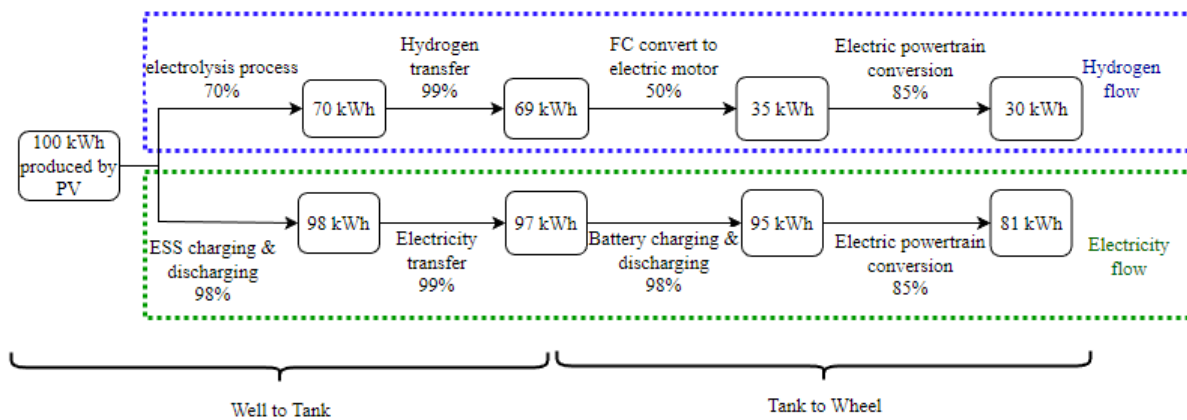 electrolysis process
70%
Hydrogen
transfer
99%
FC convert to
electric motor
50%
Electric powertrain
conversion
85%
Hydrogen
flow
70 kWh
69 kWh
35 kWh
30 kWh
100 kWh
produced by
PV
98 kWh
97 kWh
95 kWh
81 kWh
ESS charging &
discharging
98%
Electricity
transfer
99%
Battery charging &
discharging
98%
Electric powertrain
conversion
85%
Electricity
flow
Well to Tank
Tank to Wheel